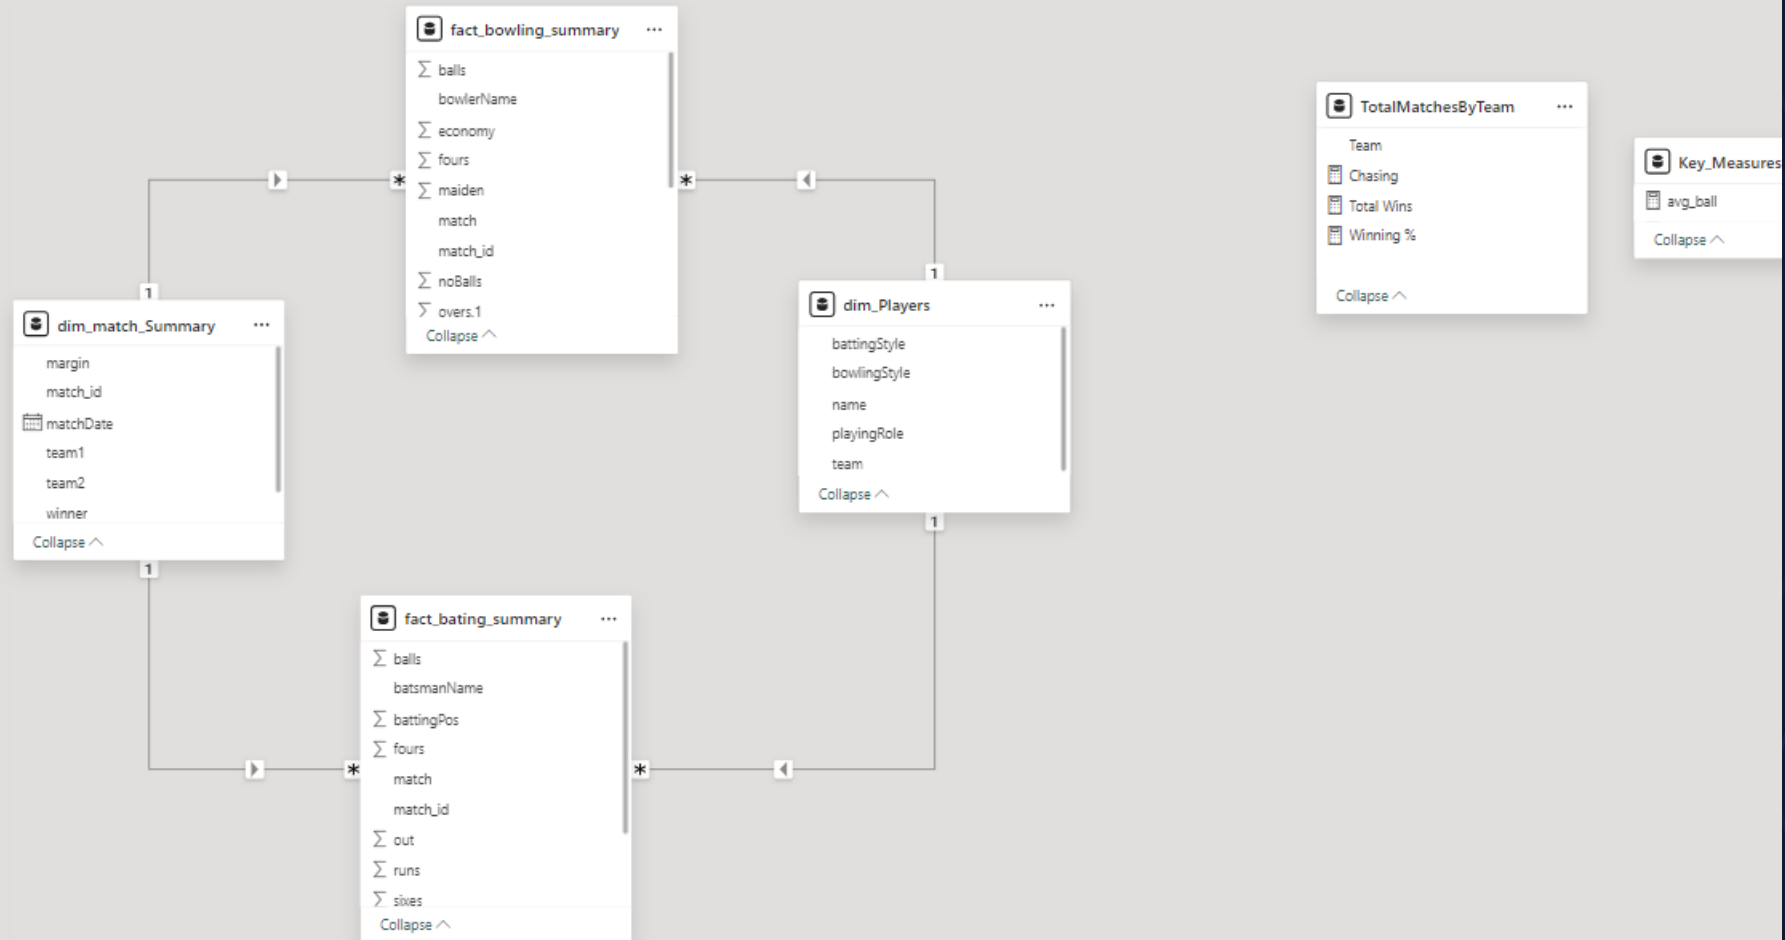 fact_bowling_summary ...
balls
bowlerName
economy
fours
maiden
match
match_id
noBalls
overs.1
Collapse
*
*
1
1
dim_match_Summary ...
margin
match_id
matchDate
team1
team2
winner
Collapse
1
dim_Players ...
battingStyle
bowlingStyle
name
playingRole
team
Collapse
1
fact_bating_summary ...
balls
batsmanName
battingPos
fours
match
match_id
out
runs
sixes
Collapse
*
*
TotalMatchesByTeam ...
Team
Chasing
Total Wins
Winning %
Collapse
Key_Measures
avg_ball
Collapse